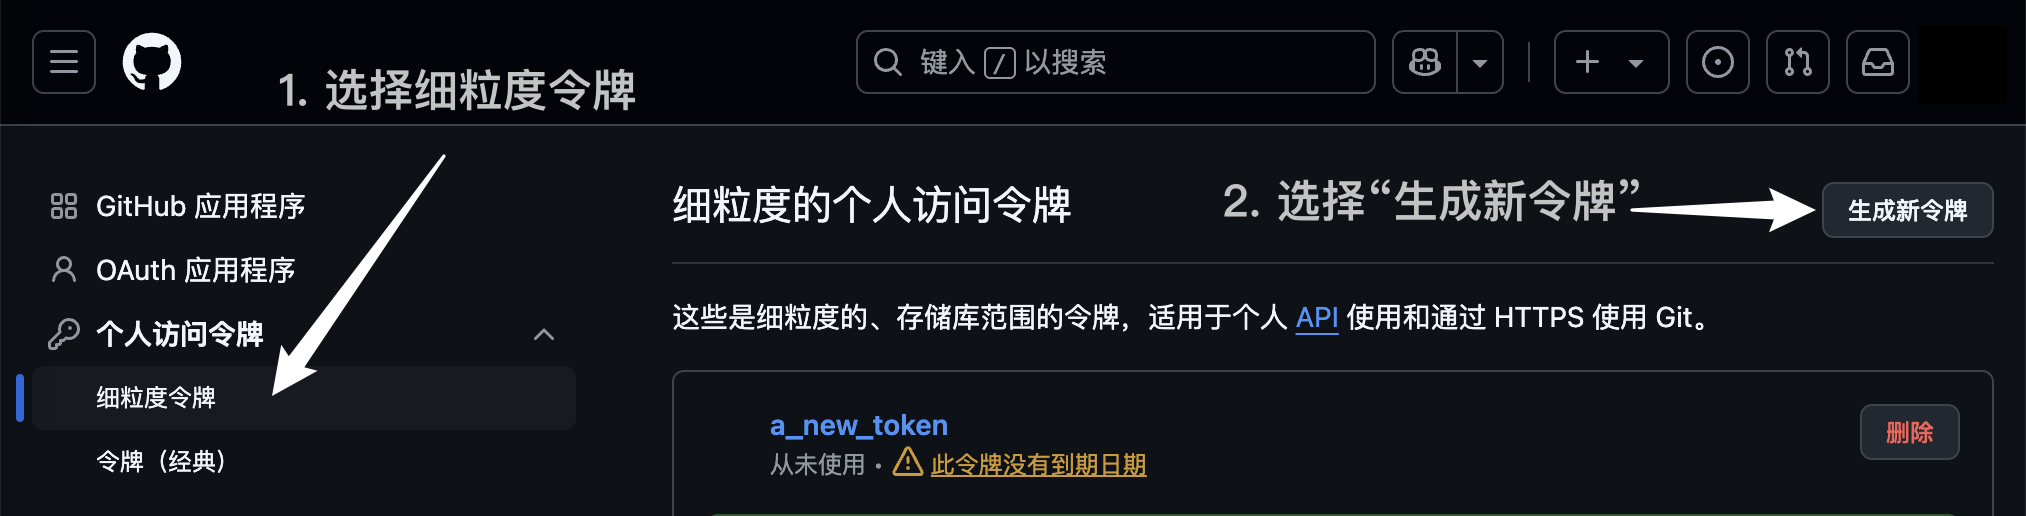 键入 / 以搜索
1. 选择细粒度令牌
GitHub 应用程序
OAuth 应用程序
个人访问令牌
细粒度令牌
令牌（经典）
细粒度的个人访问令牌
2. 选择“生成新令牌”
生成新令牌
这些是细粒度的、存储库范围的令牌，适用于个人 API 使用和通过 HTTPS 使用 Git。
a_new_token
删除
从未使用 • 此令牌没有到期日期